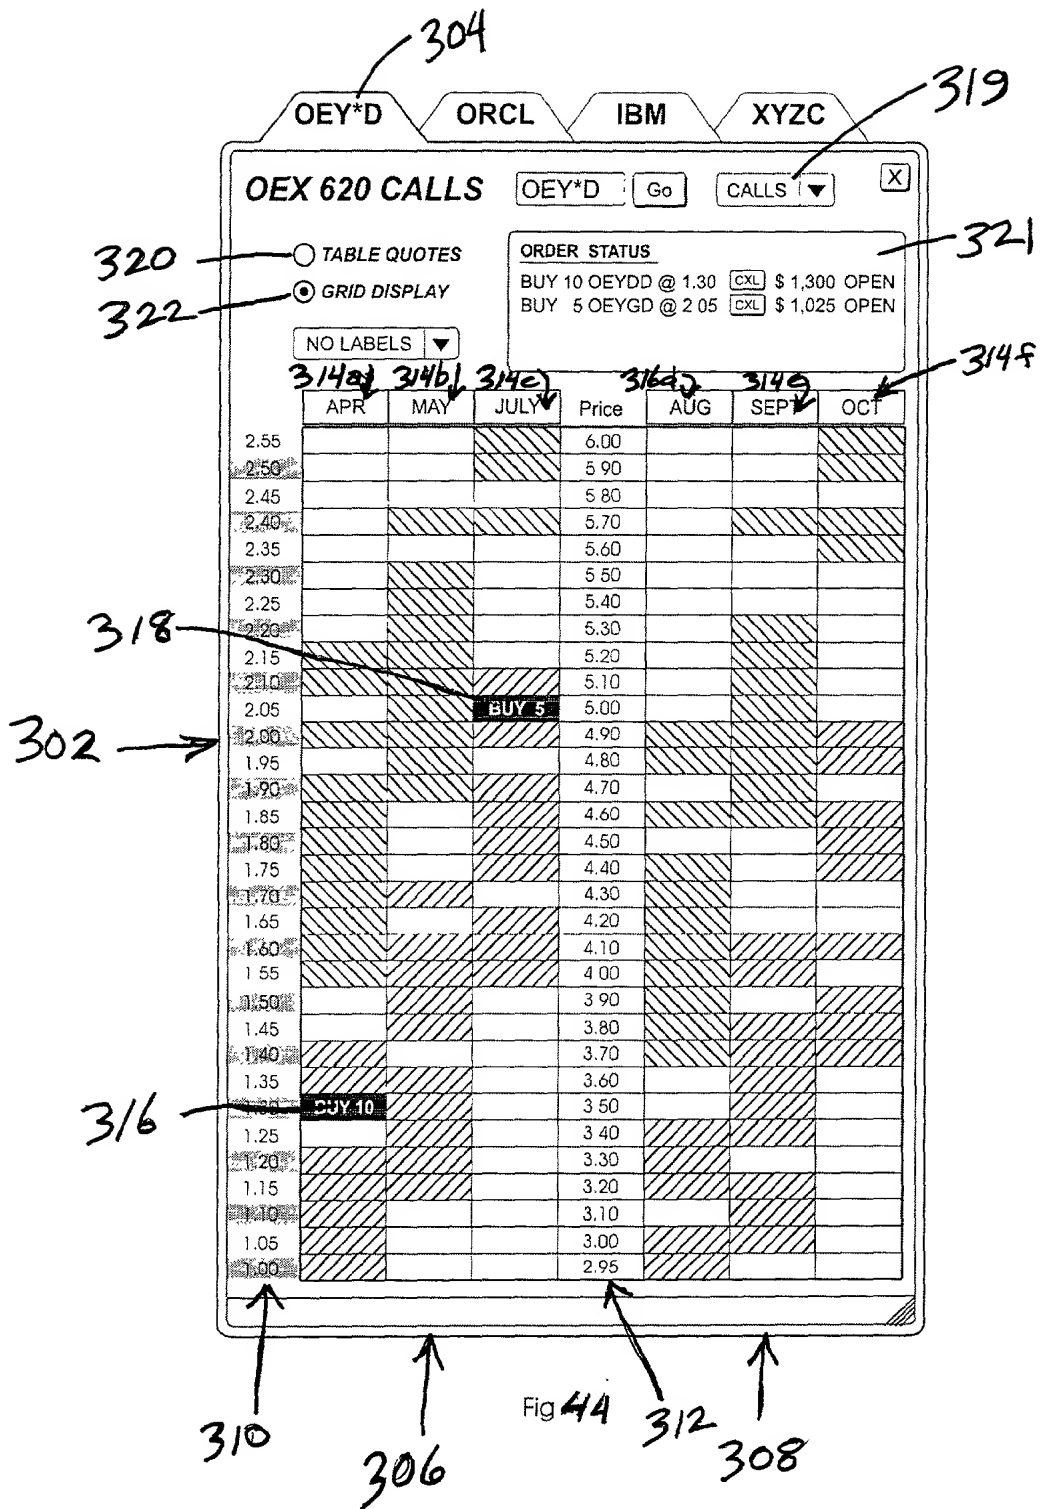 304
319
OEY*D ORCL IBM XYZC
OEX 620 CALLS OEY*D Go CALLS X
320 TABLE QUOTES
322 GRID DISPLAY
NO LABELS
ORDER STATUS
BUY 10 OEYDD @ 1.30 CXL $ 1,300 OPEN
BUY 5 OEYGD @ 2 05 CXL $ 1,025 OPEN
321
314a 314b 314c 316d 314e 314f
APR MAY JULY Price AUG SEPT OCT
2.55 6.00
2.50 5 90
2.45 5 80
2.40 5.70
2.35 5.60
2.30 5 50
2.25 5.40
2.20 5.30
318
2.15 5.20
2.10 5.10
2.05 BUY 5 5.00
302
2.00 4.90
1.95 4.80
1.90 4.70
1.85 4.60
1.80 4.50
1.75 4.40
1.70 4.30
1.65 4.20
1.60 4.10
1 55 4 00
1.50 3 90
1.45 3.80
1.40 3.70
1.35 3.60
316
BUY 10 3 50
1.25 3 40
1.20 3.30
1.15 3.20
1.10 3.10
1.05 3.00
1.00 2.95
Fig 44
310 306 312 308